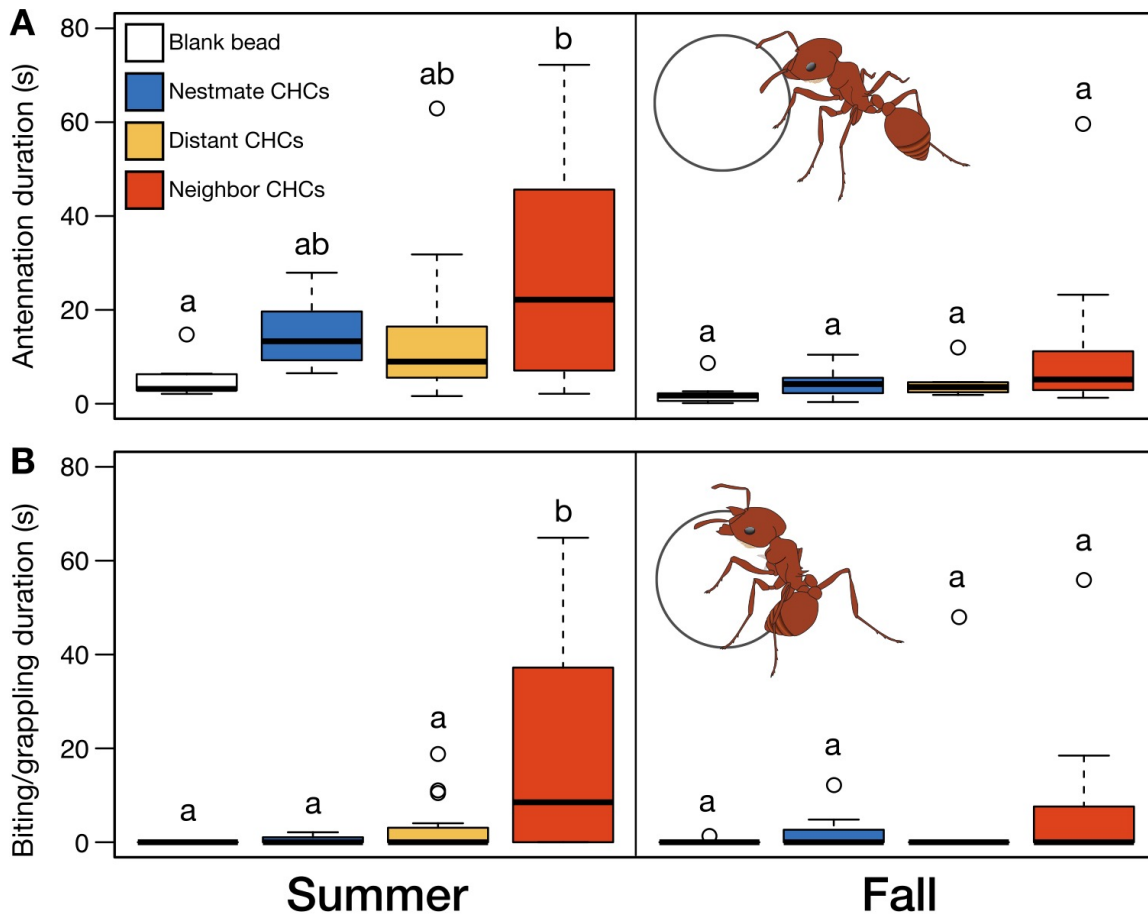 A
Antennation duration (s)
80
60
40
20
0
Blank bead
Nestmate CHCs
Distant CHCs
Neighbor CHCs
a
ab
ab
b
a
a
a
a
B
Biting/grappling duration (s)
80
60
40
20
0
a
a
a
b
a
a
a
a
Summer
Fall